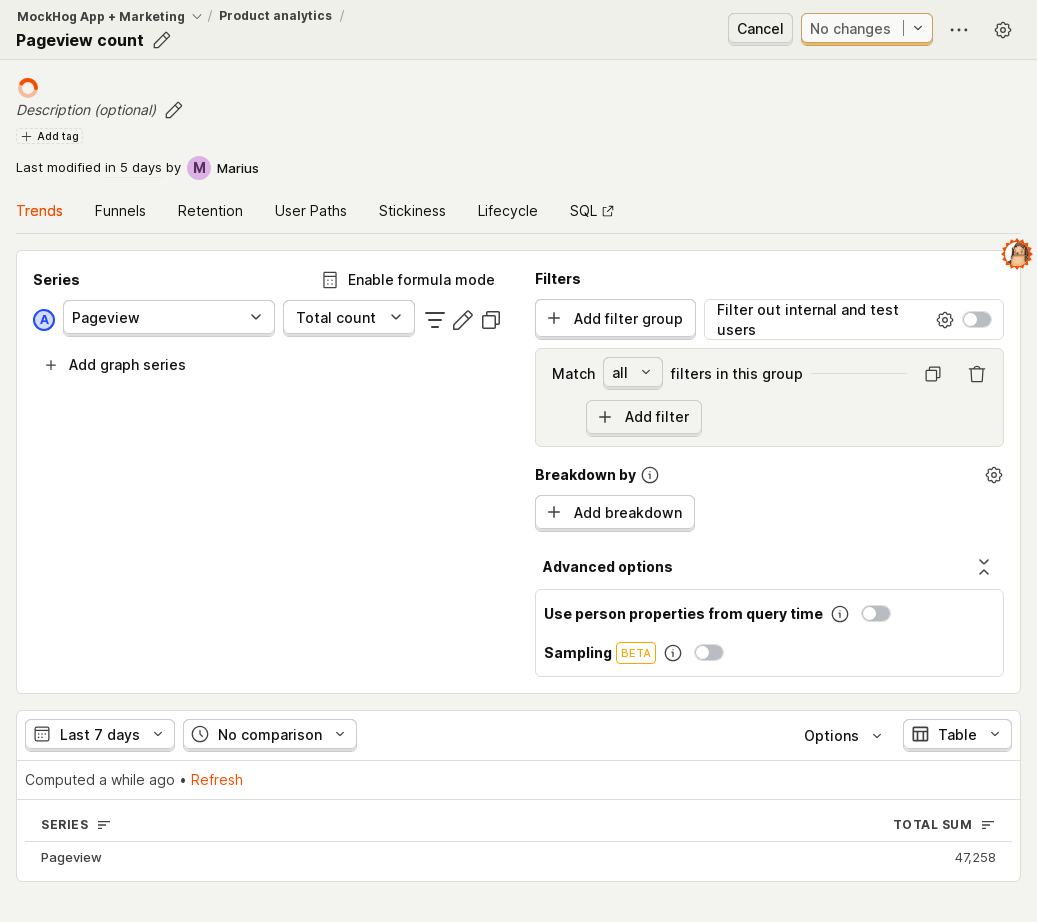 MockHog App + Marketing / Product analytics /
Pageview count
Cancel
No changes
Description (optional)
Add tag
Last modified in 5 days by M Marius
Trends Funnels Retention User Paths Stickiness Lifecycle SQL
Series
Enable formula mode
A Pageview Total count
Add graph series
Filters
Add filter group
Filter out internal and test
users
Match all filters in this group
Add filter
Breakdown by
Add breakdown
Advanced options
Use person properties from query time
Sampling BETA
Last 7 days No comparison Options Table
Computed a while ago • Refresh
SERIES TOTAL SUM
Pageview 47,258